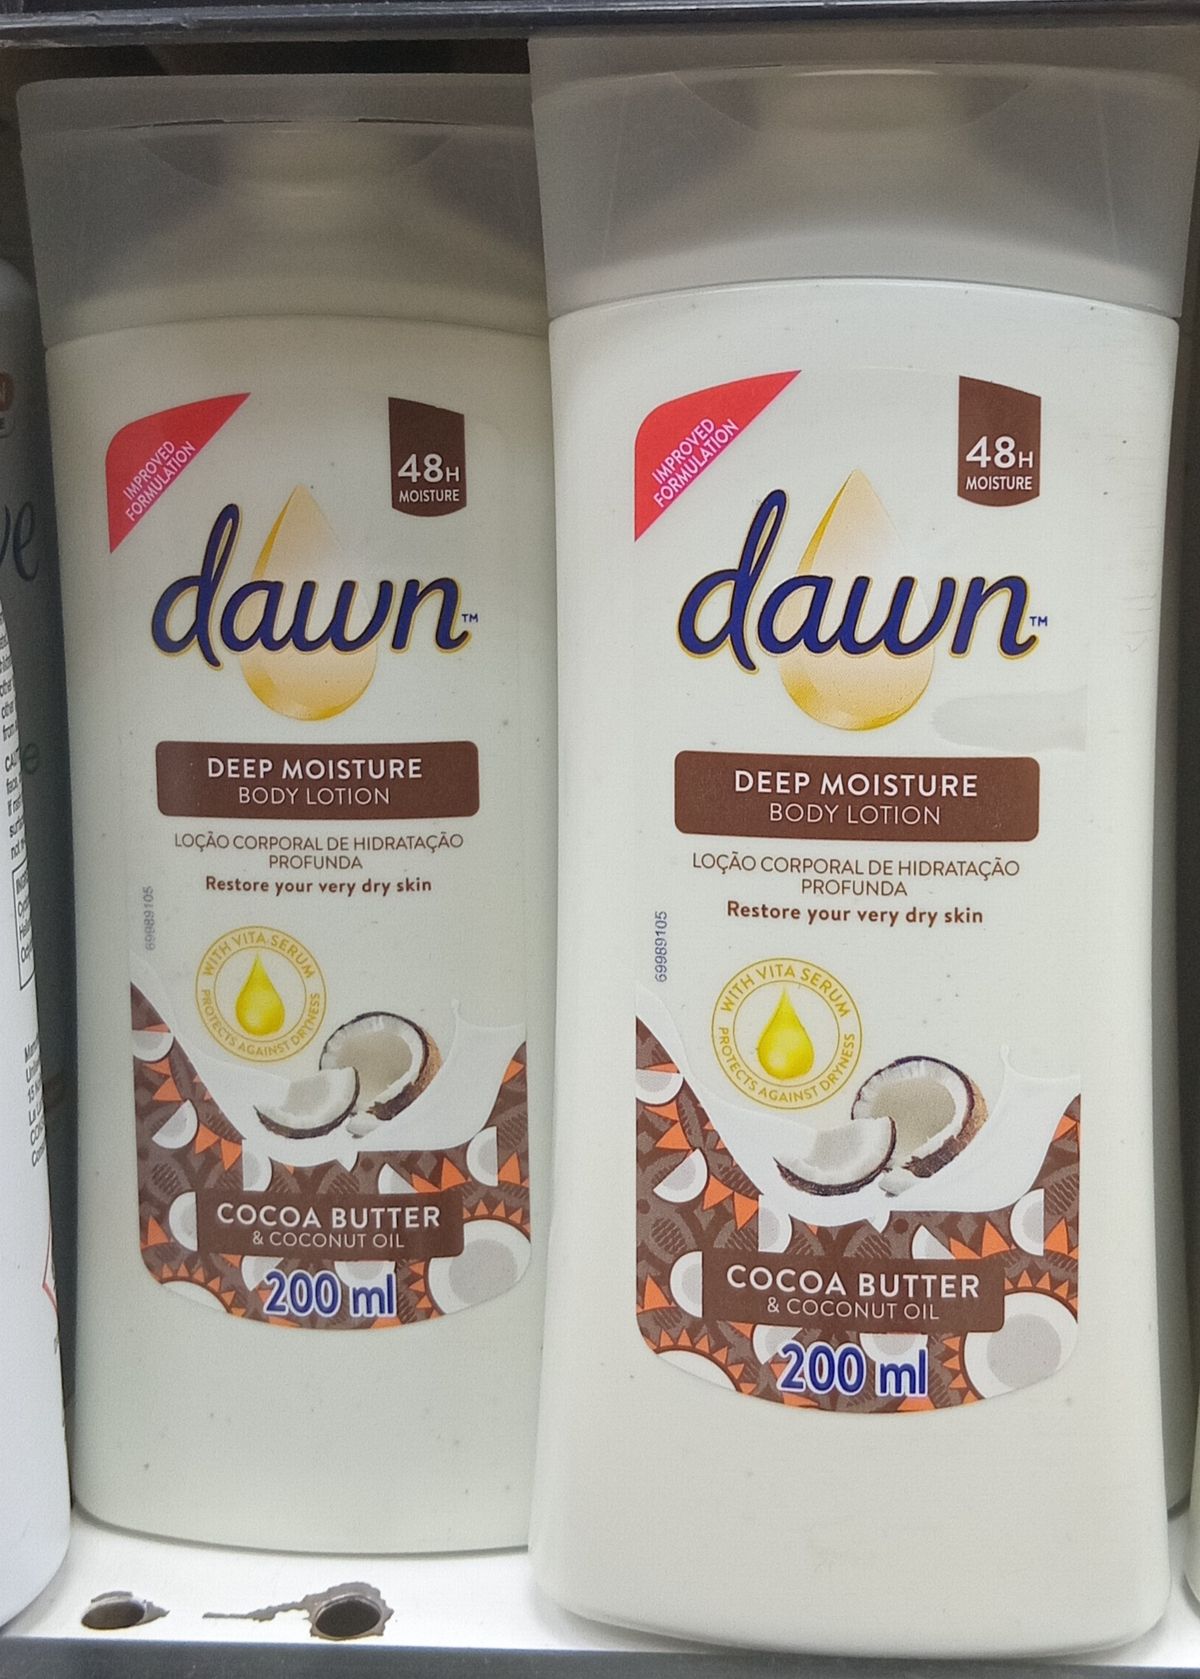 IMPROVED
FORMULATION
48H
MOISTURE
dawn™
DEEP MOISTURE
BODY LOTION
LOÇÃO CORPORAL DE HIDRATAÇÃO
PROFUNDA
Restore your very dry skin
69989105
WITH VITA SERUM
PROTECTS AGAINST DRYNESS
COCOA BUTTER
& COCONUT OIL
200 ml
IMPROVED
FORMULATION
48H
MOISTURE
dawn™
DEEP MOISTURE
BODY LOTION
LOÇÃO CORPORAL DE HIDRATAÇÃO
PROFUNDA
Restore your very dry skin
69989105
WITH VITA SERUM
PROTECTS AGAINST DRYNESS
COCOA BUTTER
& COCONUT OIL
200 ml